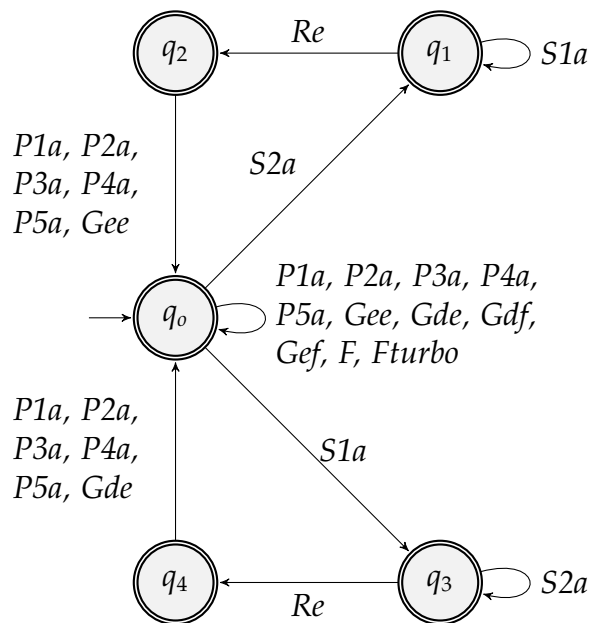 q2
Re
q1
S1a
P1a, P2a,
P3a, P4a,
P5a, Gee
S2a
qo
P1a, P2a, P3a, P4a,
P5a, Gee, Gde, Gdf,
Gef, F, Fturbo
P1a, P2a,
P3a, P4a,
P5a, Gde
S1a
q4
Re
q3
S2a